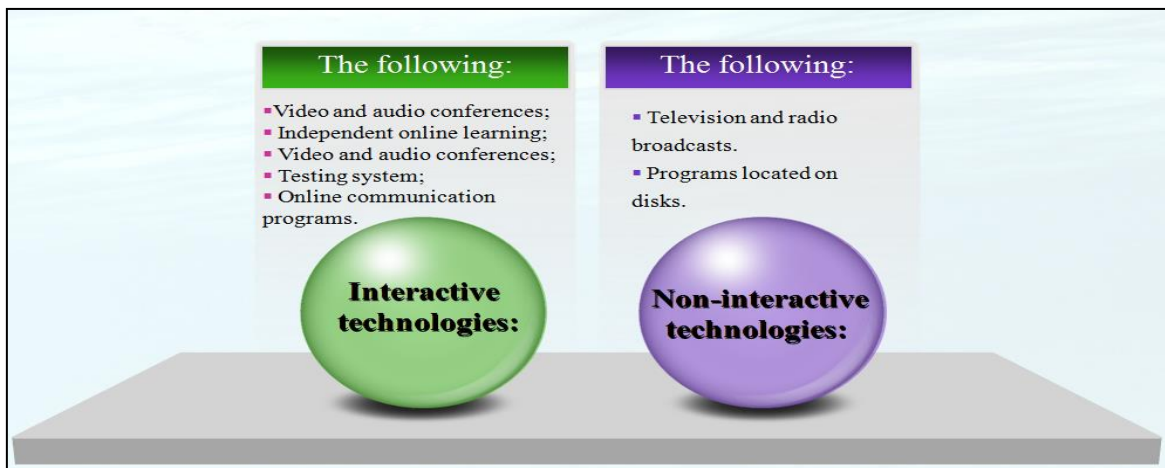 The following:
▪Video and audio conferences;
▪ Independent online learning;
▪ Video and audio conferences;
▪ Testing system;
▪ Online communication
programs.
Interactive
technologies:
The following:
▪ Television and radio
broadcasts.
▪ Programs located on
disks.
Non-interactive
technologies: